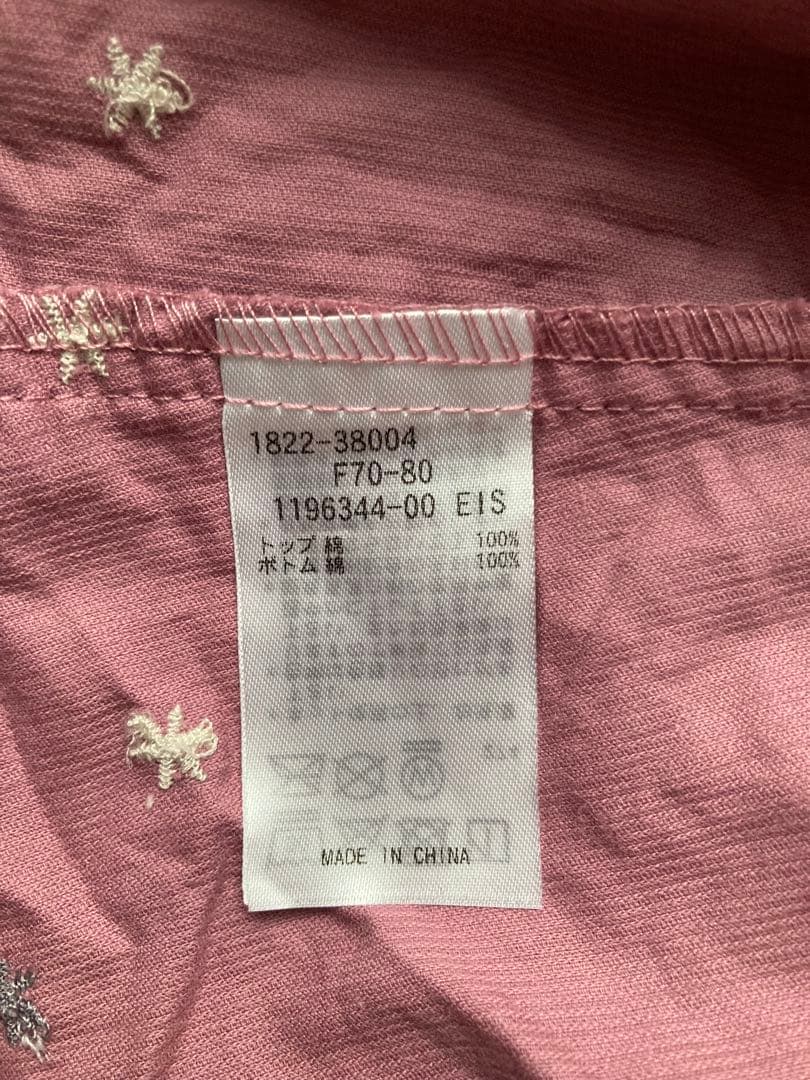 1822-38004
F70-80
1196344-00 EIS
トップ 綿 100%
ボトム 綿 100%
MADE IN CHINA